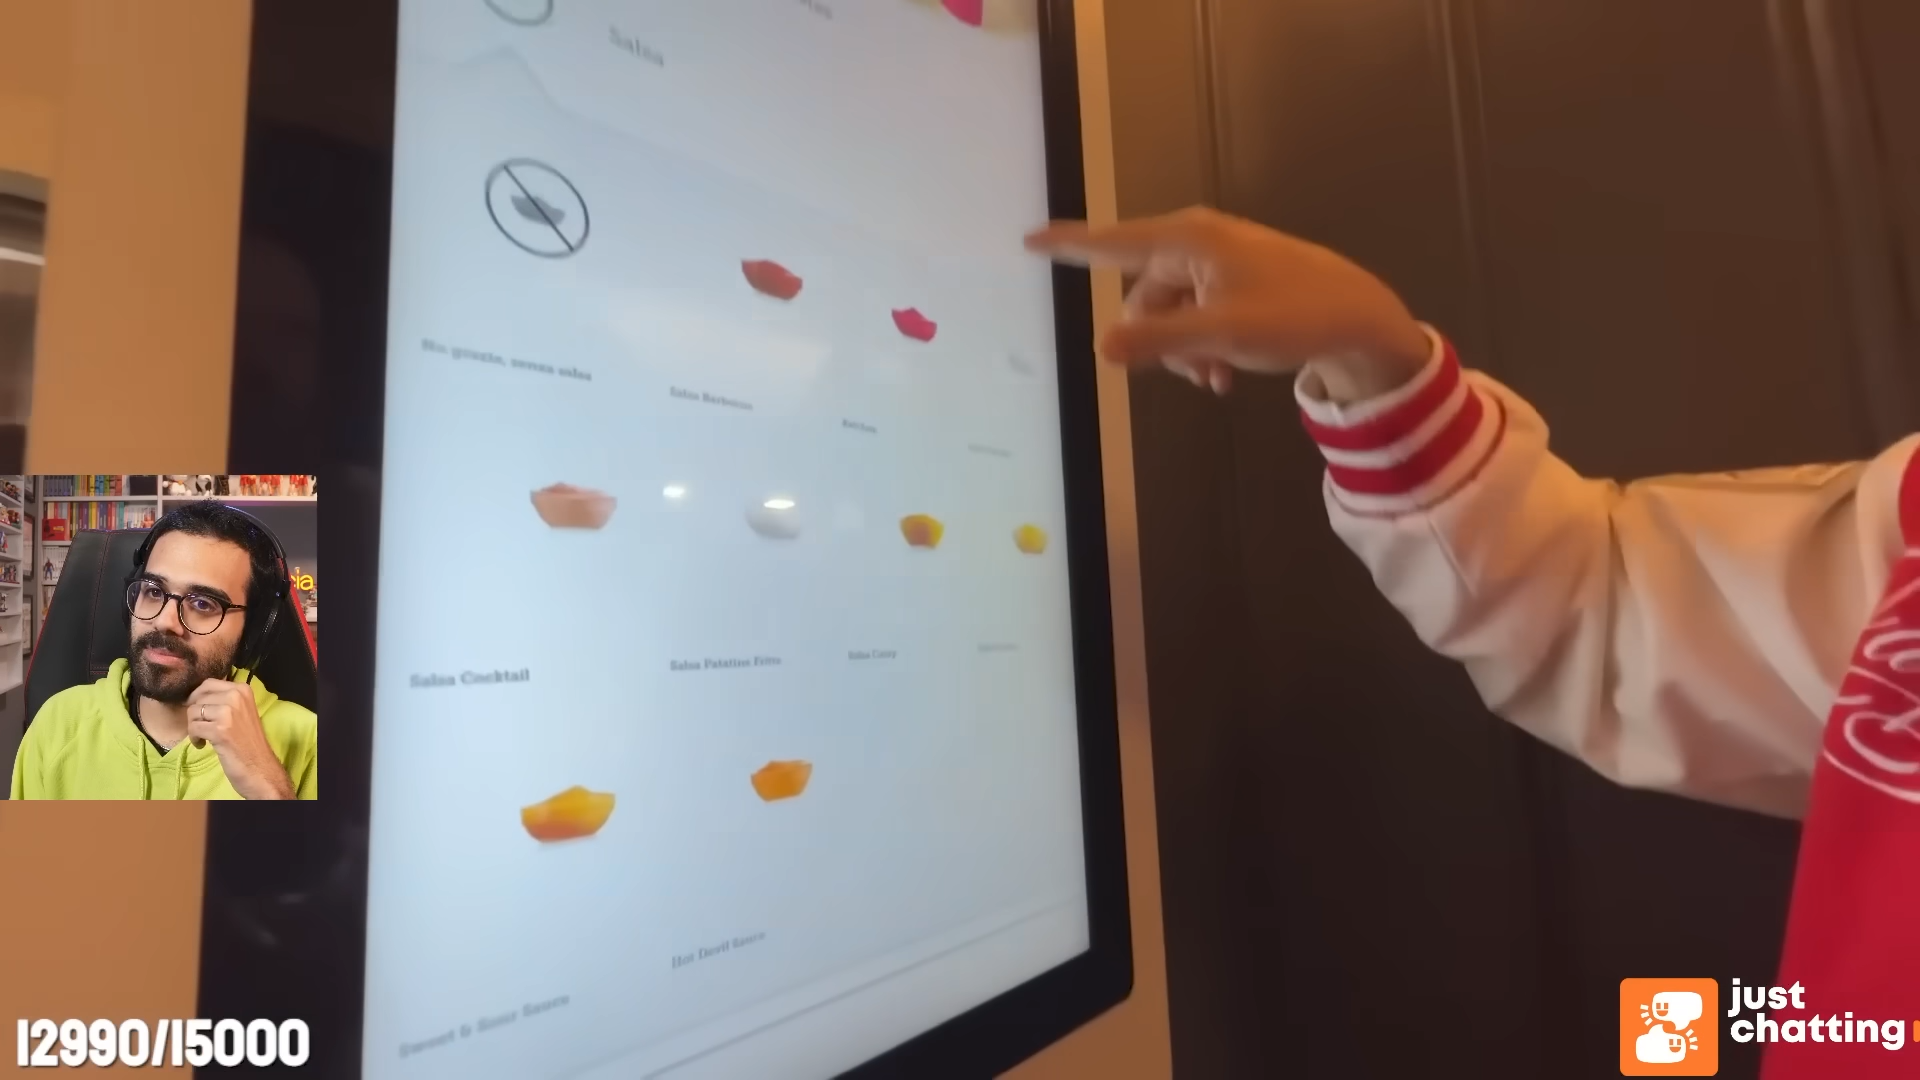 Salsa
No, grazie, senza salsa
Salsa Barbecue
Ketchup
Salsa Cocktail
Salsa Patatine Fritte
Salsa Curry
Hot Devil Sauce
Sweet & Sour Sauce
12990/15000
just
chatting